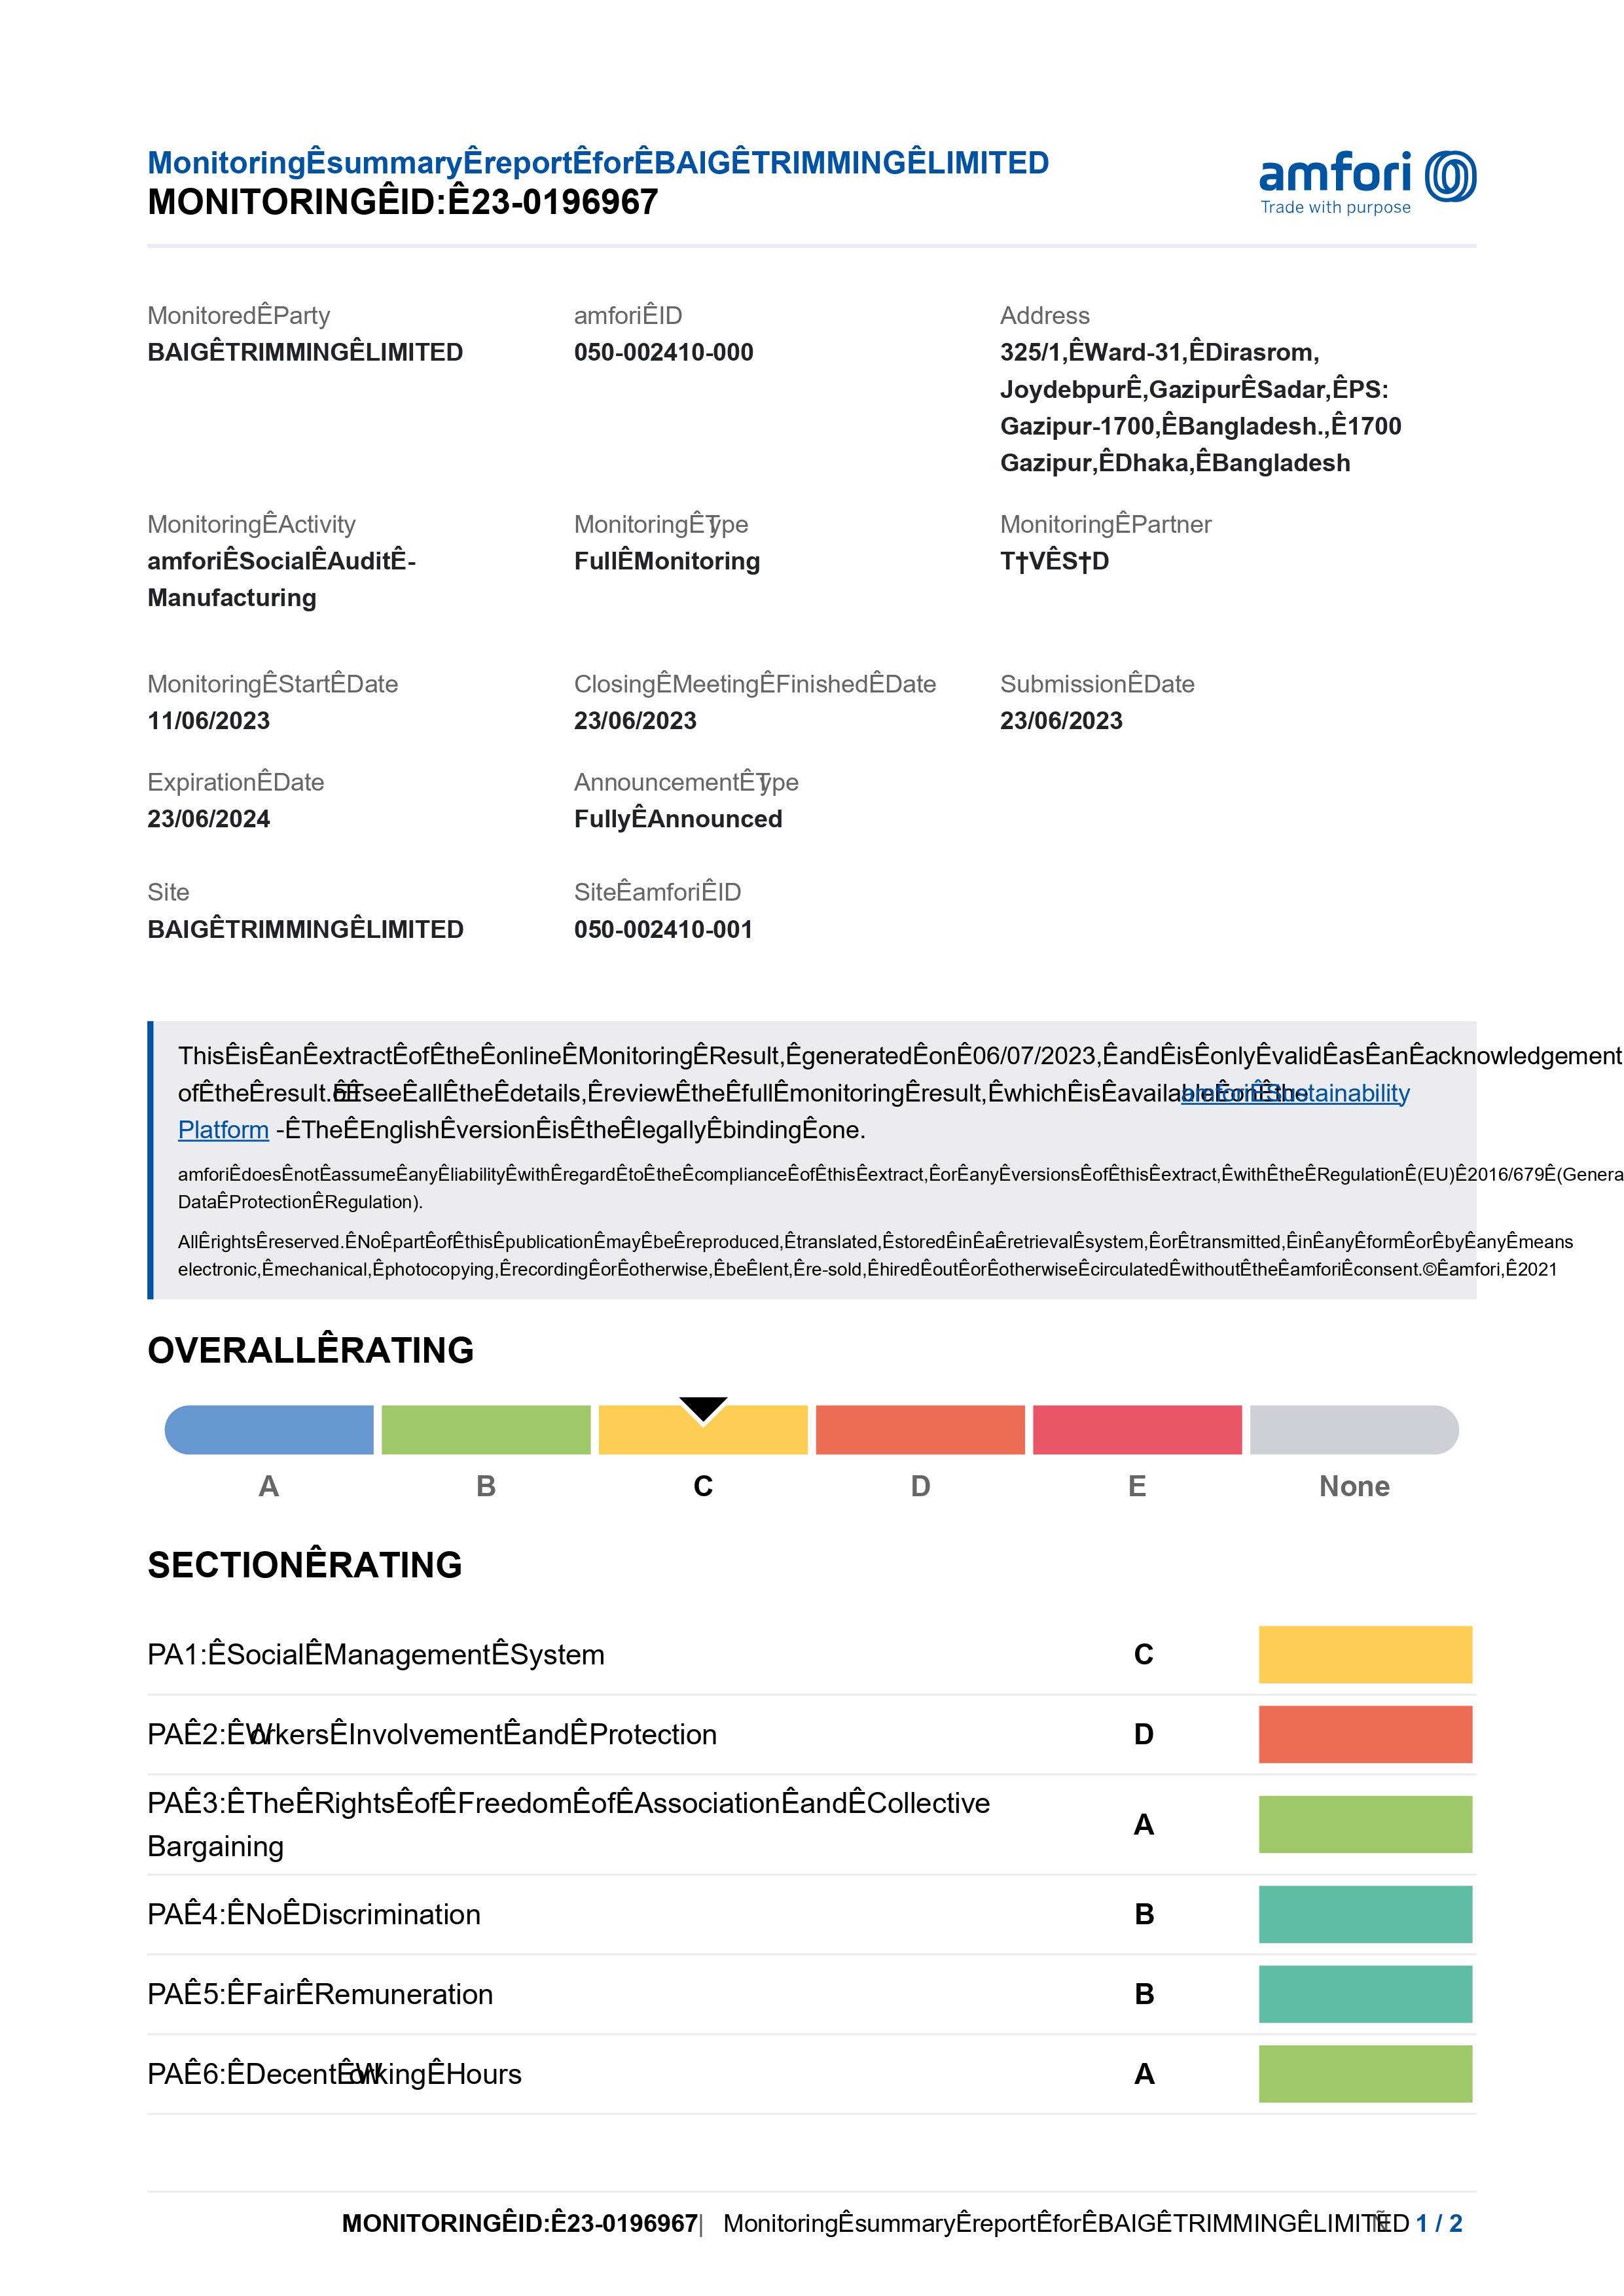 MonitoringÊsummaryÊreportÊforÊBAIGÊTRIMMINGÊLIMITED
MONITORINGÊID:Ê23-0196967
amfori
Trade with purpose
MonitoredÊParty
BAIGÊTRIMMINGÊLIMITED
amforiÊID
050-002410-000
Address
325/1,ÊWard-31,ÊDirasrom,
JoydebpurÊ,GazipurÊSadar,ÊPS:
Gazipur-1700,ÊBangladesh.,Ê1700
Gazipur,ÊDhaka,ÊBangladesh
MonitoringÊActivity
amforiÊSocialÊAuditÊ-
Manufacturing
MonitoringÊType
FullÊMonitoring
MonitoringÊPartner
T†VÊS†D
MonitoringÊStartÊDate
11/06/2023
ClosingÊMeetingÊFinishedÊDate
23/06/2023
SubmissionÊDate
23/06/2023
ExpirationÊDate
23/06/2024
AnnouncementÊType
FullyÊAnnounced
Site
BAIGÊTRIMMINGÊLIMITED
SiteÊamforiÊID
050-002410-001
ThisÊisÊanÊextractÊofÊtheÊonlineÊMonitoringÊResult,ÊgeneratedÊonÊ06/07/2023,ÊandÊisÊonlyÊvalidÊasÊanÊacknowledgement
ofÊtheÊresult.ÊToÊseeÊallÊtheÊdetails,ÊreviewÊtheÊfullÊmonitoringÊresult,ÊwhichÊisÊavailableÊonÊthe amforiÊSustainability
Platform -ÊTheÊEnglishÊversionÊisÊtheÊlegallyÊbindingÊone.
amforiÊdoesÊnotÊassumeÊanyÊliabilityÊwithÊregardÊtoÊtheÊcomplianceÊofÊthisÊextract,ÊorÊanyÊversionsÊofÊthisÊextract,ÊwithÊtheÊRegulationÊ(EU)Ê2016/679Ê(Genera
DataÊProtectionÊRegulation).
AllÊrightsÊreserved.ÊNoÊpartÊofÊthisÊpublicationÊmayÊbeÊreproduced,Êtranslated,ÊstoredÊinÊaÊretrievalÊsystem,ÊorÊtransmitted,ÊinÊanyÊformÊorÊbyÊanyÊmeans
electronic,Êmechanical,Êphotocopying,ÊrecordingÊorÊotherwise,ÊbeÊlent,Êre-sold,ÊhiredÊoutÊorÊotherwiseÊcirculatedÊwithoutÊtheÊamforiÊconsent.©Êamfori,Ê2021
OVERALLÊRATING
A
B
C
D
E
None
SECTIONÊRATING
PA1:ÊSocialÊManagementÊSystem
C
PAÊ2:ÊWorkersÊInvolvementÊandÊProtection
D
PAÊ3:ÊTheÊRightsÊofÊFreedomÊofÊAssociationÊandÊCollective
Bargaining
A
PAÊ4:ÊNoÊDiscrimination
B
PAÊ5:ÊFairÊRemuneration
B
PAÊ6:ÊDecentÊWorkingÊHours
A
MONITORINGÊID:Ê23-0196967| MonitoringÊsummaryÊreportÊforÊBAIGÊTRIMMINGÊLIMITED 1 / 2